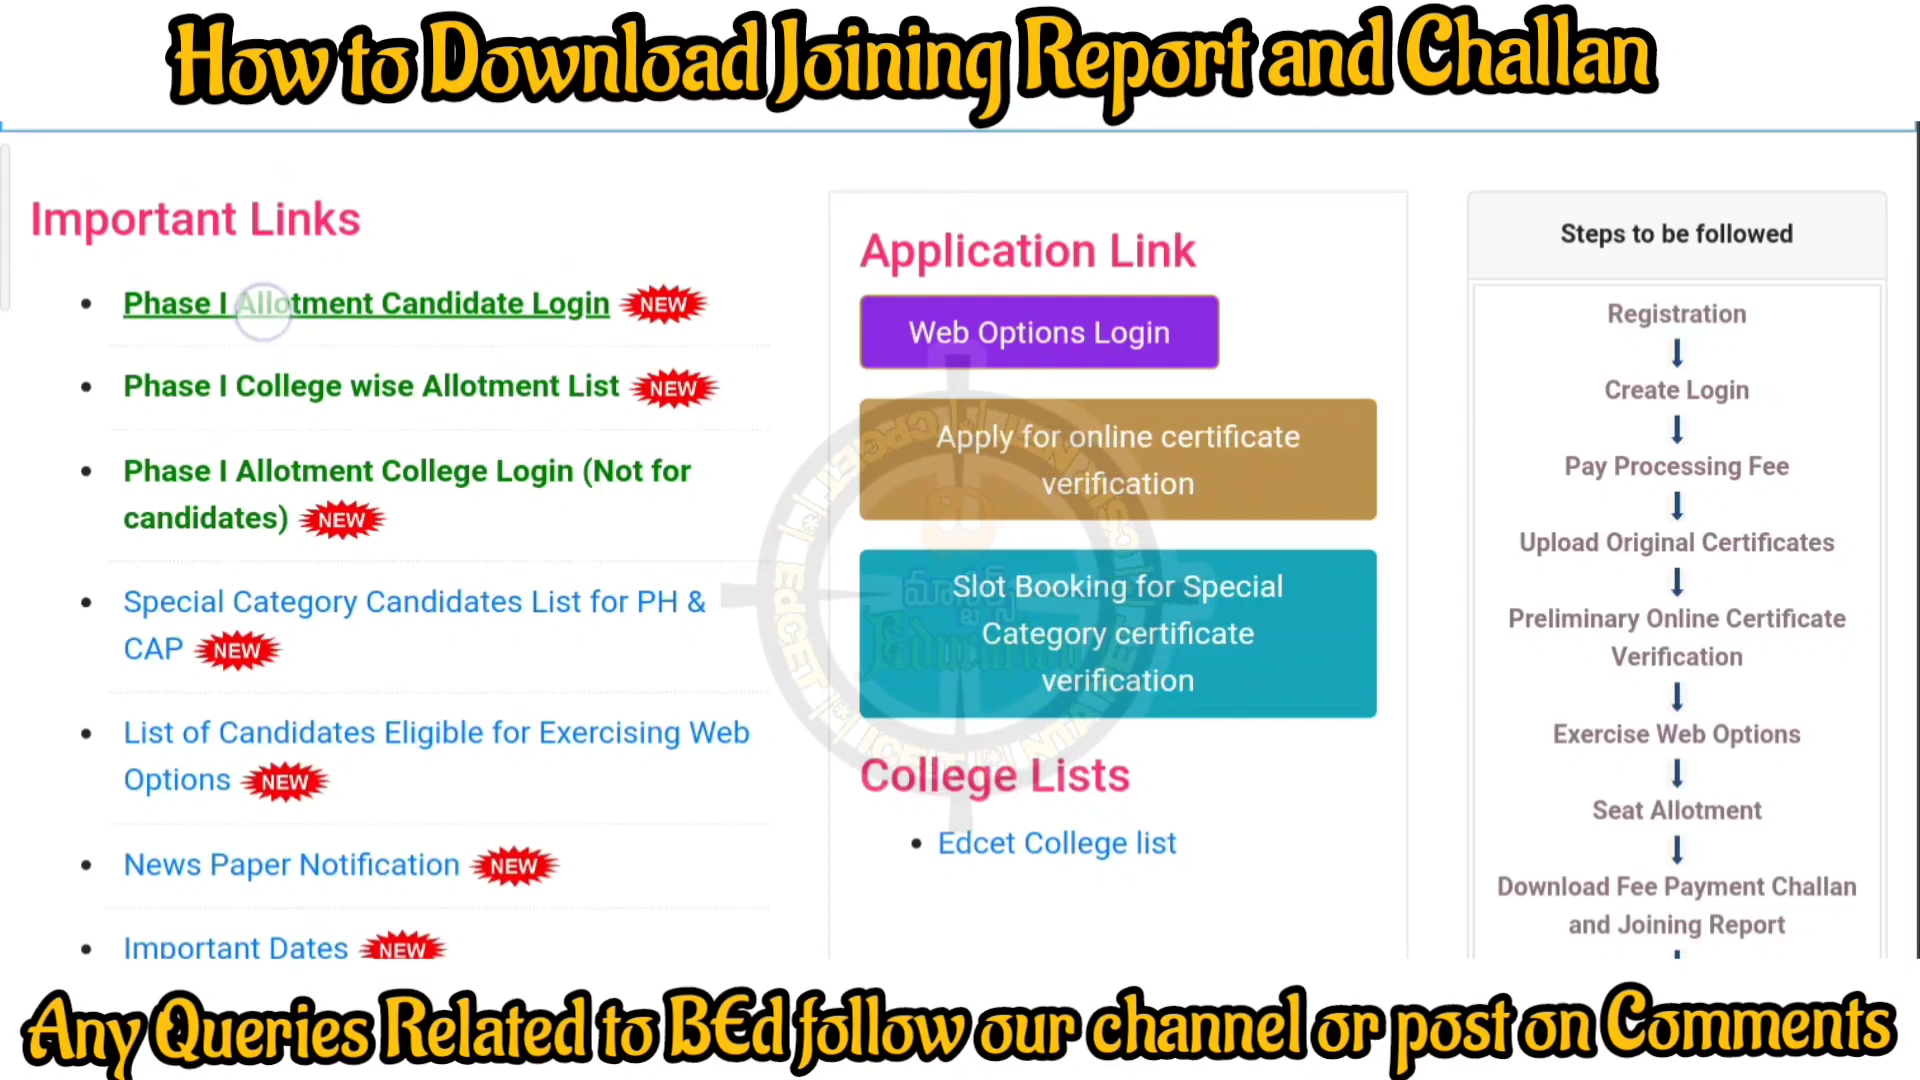 How to Download Joining Report and Challan
Important Links
Phase I Allotment Candidate Login NEW
Phase I College wise Allotment List NEW
Phase I Allotment College Login (Not for
candidates) NEW
Special Category Candidates List for PH &
CAP NEW
List of Candidates Eligible for Exercising Web
Options NEW
News Paper Notification NEW
Important Dates NEW
Application Link
Web Options Login
Apply for online certificate
verification
Slot Booking for Special
Category certificate
verification
College Lists
Edcet College list
Steps to be followed
Registration
Create Login
Pay Processing Fee
Upload Original Certificates
Preliminary Online Certificate
Verification
Exercise Web Options
Seat Allotment
Download Fee Payment Challan
and Joining Report
మాస్టర్స్
Education
Any Queries Related to BEd follow our channel or post on Comments